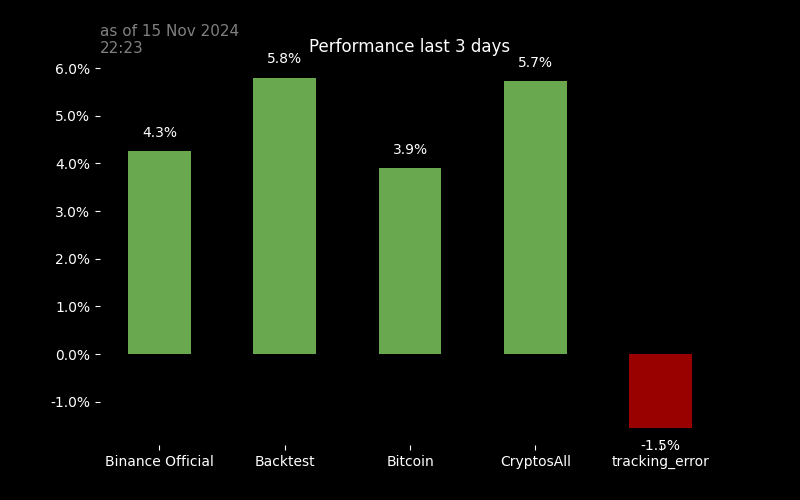 as of 15 Nov 2024
22:23
Performance last 3 days
6.0%
5.0%
4.0%
3.0%
2.0%
1.0%
0.0%
-1.0%
4.3%
5.8%
3.9%
5.7%
-1.5%
Binance Official
Backtest
Bitcoin
CryptosAll
tracking_error